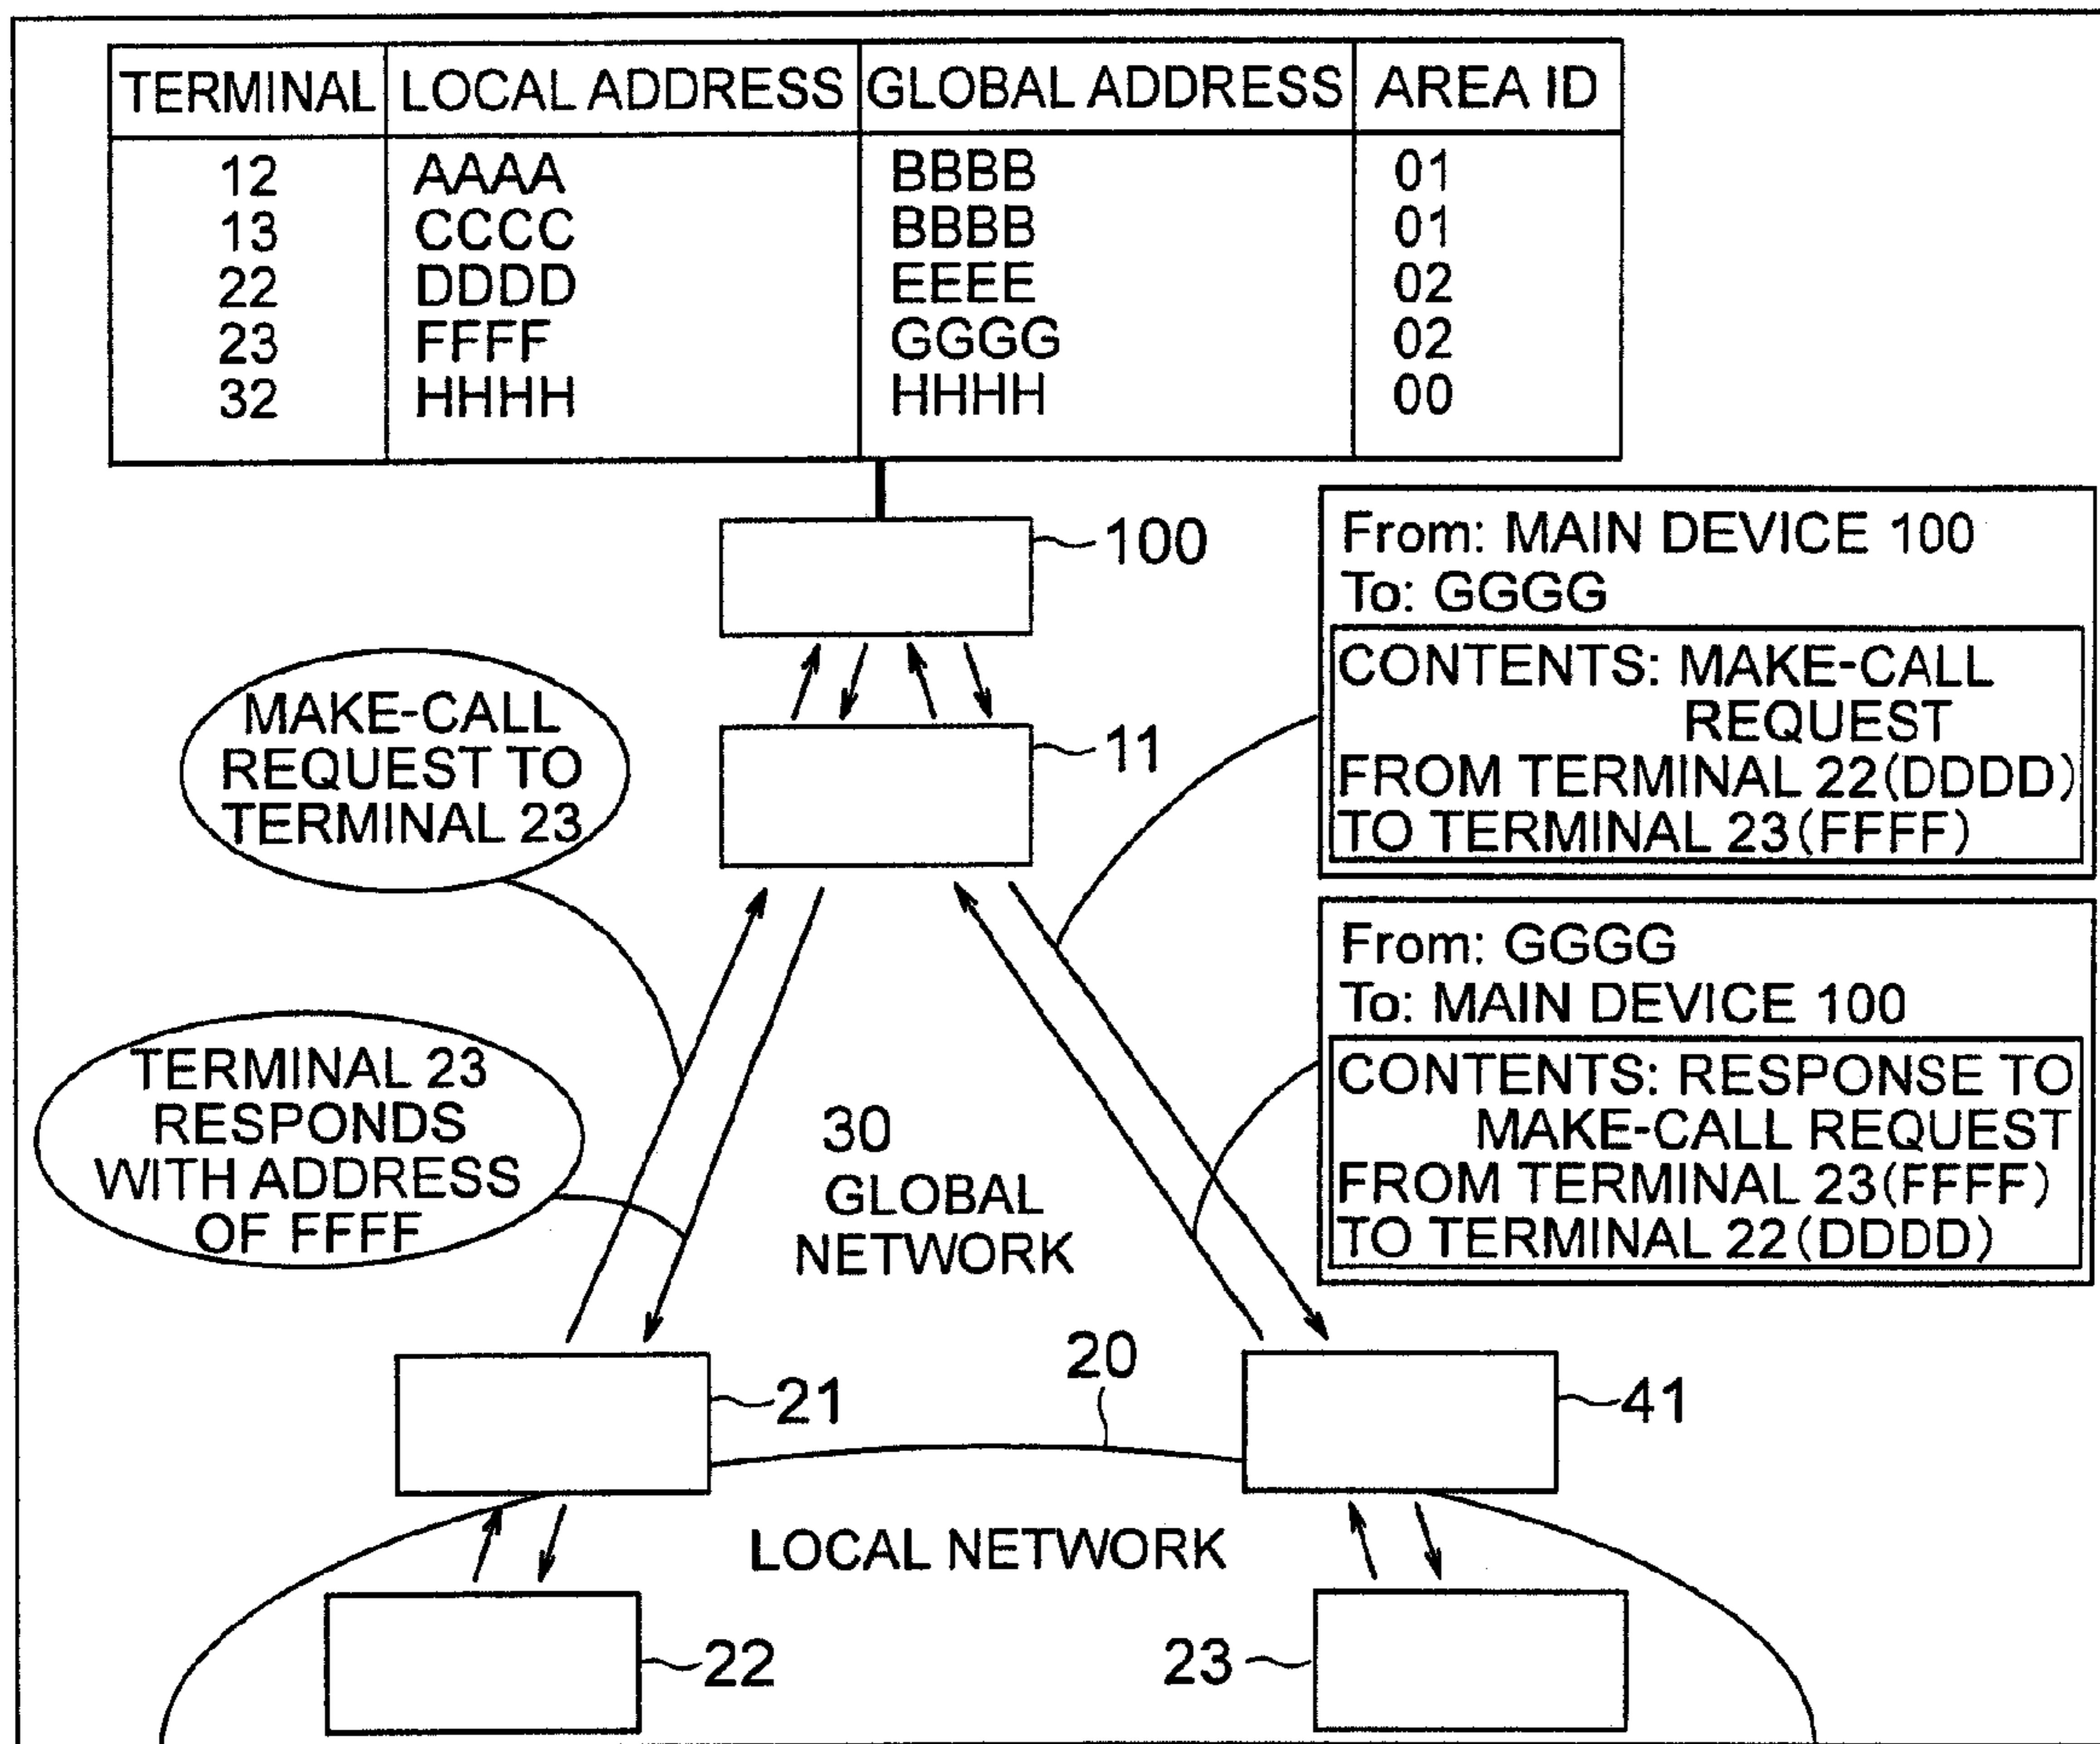 TERMINAL LOCAL ADDRESS GLOBAL ADDRESS AREA ID
12 AAAA BBBB 01
13 CCCC BBBB 01
22 DDDD EEEE 02
23 FFFF GGGG 02
32 HHHH HHHH 00
100
From: MAIN DEVICE 100
To: GGGG
CONTENTS: MAKE-CALL
REQUEST
FROM TERMINAL 22(DDDD)
TO TERMINAL 23(FFFF)
MAKE-CALL
REQUEST TO
TERMINAL 23
11
From: GGGG
To: MAIN DEVICE 100
CONTENTS: RESPONSE TO
MAKE-CALL REQUEST
FROM TERMINAL 23(FFFF)
TO TERMINAL 22(DDDD)
TERMINAL 23
RESPONDS
WITH ADDRESS
OF FFFF
30
GLOBAL
NETWORK
21
20
41
LOCAL NETWORK
22
23